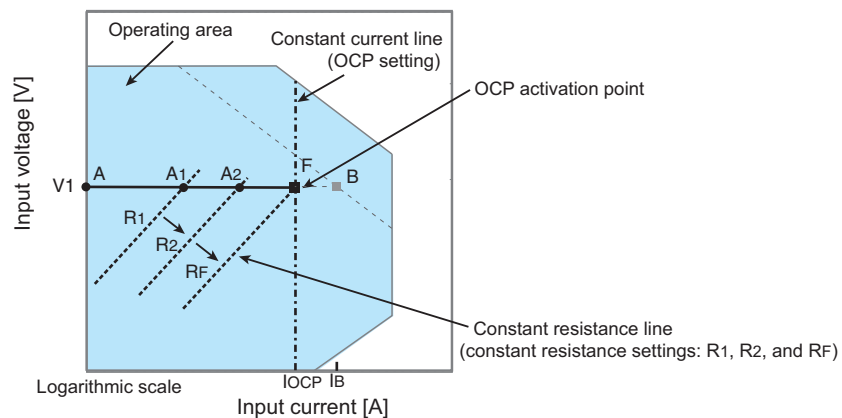 Operating area
Constant current line
(OCP setting)
OCP activation point
Input voltage [V]
V1
A
A1
A2
F
B
R1
R2
RF
Constant resistance line
(constant resistance settings: R1, R2, and RF)
Logarithmic scale
IOCP
IB
Input current [A]